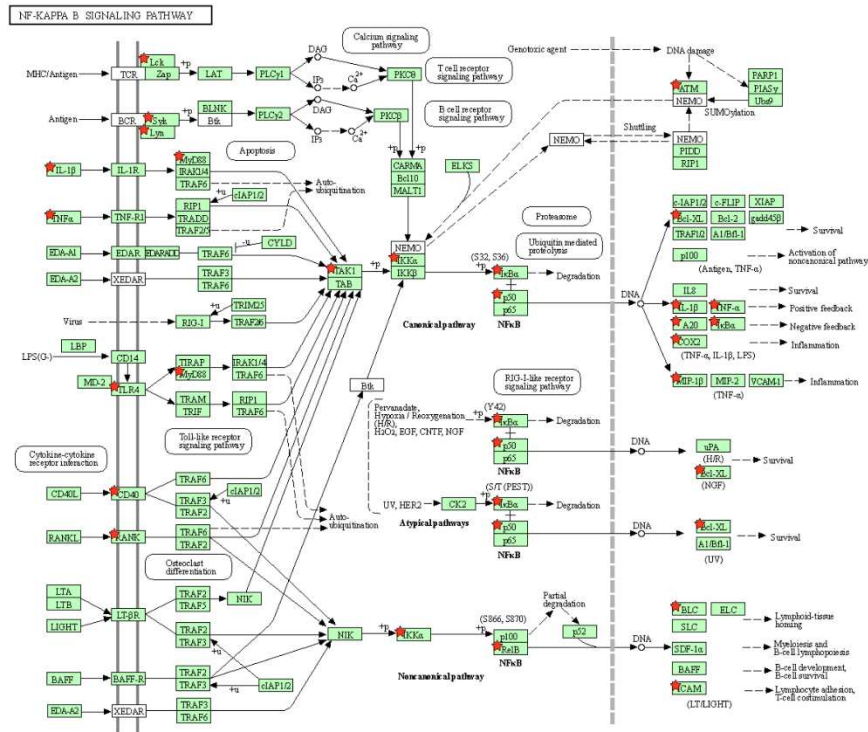 NF-KAPPA B SIGNALING PATHWAY
Calcium signaling
pathway
T cell receptor
signaling pathway
B cell receptor
signaling pathway
MHC/Antigen
TCR
Lck
Zap
+p
LAT
PLCγ1
DAG
IP3
Ca2+
PKCθ
Antigen
BCR
Syk
Lyn
+p
BLNK
Btk
PLCγ2
DAG
IP3
Ca2+
PKCβ
+p
+p
CARMA
Bcl10
MALT1
ELKS
Genotoxic agent
DNA damage
ATM
NEMO
PARP1
PIASy
Ubc9
SUMOylation
Shuttling
NEMO
NEMO
PIDD
RIP1
Apoptosis
IL-1β
IL-1R
MyD88
IRAK1/4
TRAF6
Auto-
ubiquitination
TNFα
TNF-R1
RIP1
TRADD
TRAF2/5
+u
cIAP1/2
EDA-A1
EDAR
EDARADD
TRAF6
-u
CYLD
EDA-A2
XEDAR
TRAF3
TRAF6
TAK1
TAB
+p
NEMO
IKKα
IKKβ
Proteasome
Ubiquitin mediated
proteolysis
(S32, S36)
+p
IκBα
Degradation
p50
p65
NFκB
Canonical pathway
DNA
c-IAP1/2
c-FLIP
XIAP
Bcl-XL
Bcl-2
gadd45β
TRAF1/2
A1/Bfl-1
Survival
p100
Activation of
noncanonical pathway
(Antigen, TNF-α)
IL8
Survival
IL-1β
TNF-α
Positive feedback
A20
IκBα
Negative feedback
COX2
Inflammation
(TNF-α, IL-1β, LPS)
MIP-1β
MIP-2
VCAM-1
Inflammation
(TNF-α)
Virus
RIG-I
+u
TRIM25
TRAF2/6
LPS(G-)
LBP
CD14
MD-2
TLR4
TIRAP
MyD88
IRAK1/4
TRAF6
TRAM
TRIF
RIP1
TRAF6
Toll-like receptor
signaling pathway
Btk
RIG-I-like receptor
signaling pathway
Pervanadate,
Hypoxia / Reoxygenation
(H/R),
H2O2, EGF, CNTF, NGF
+p
(Y42)
IκBα
Degradation
p50
p65
NFκB
DNA
uPA
(H/R)
Bcl-XL
(NGF)
Survival
Cytokine-cytokine
receptor interaction
CD40L
CD40
TRAF6
TRAF3
TRAF2
+u
cIAP1/2
Auto-
ubiquitination
RANKL
RANK
TRAF6
TRAF2
UV, HER2
CK2
+p
(S/T (PEST))
IκBα
Degradation
p50
p65
NFκB
Atypical pathways
DNA
Bcl-XL
A1/Bfl-1
(UV)
Survival
Osteoclast
differentiation
LTA
LTB
LIGHT
LT-βR
TRAF2
TRAF5
NIK
TRAF2
TRAF3
+u
NIK
+p
IKKα
+p
(S866, S870)
p100
RelB
NFκB
Partial
degradation
p52
Noncanonical pathway
DNA
BLC
ELC
SLC
Lymphoid-tissue
homing
SDF-1α
Myeloiesis and
B-cell lymphopoiesis
BAFF
B-cell development,
B-cell survival
ICAM
Lymphocyte adhesion,
T-cell costimulation
(LT/LIGHT)
BAFF
BAFF-R
TRAF2
TRAF3
+u
cIAP1/2
EDA-A2
XEDAR
TRAF3
TRAF6